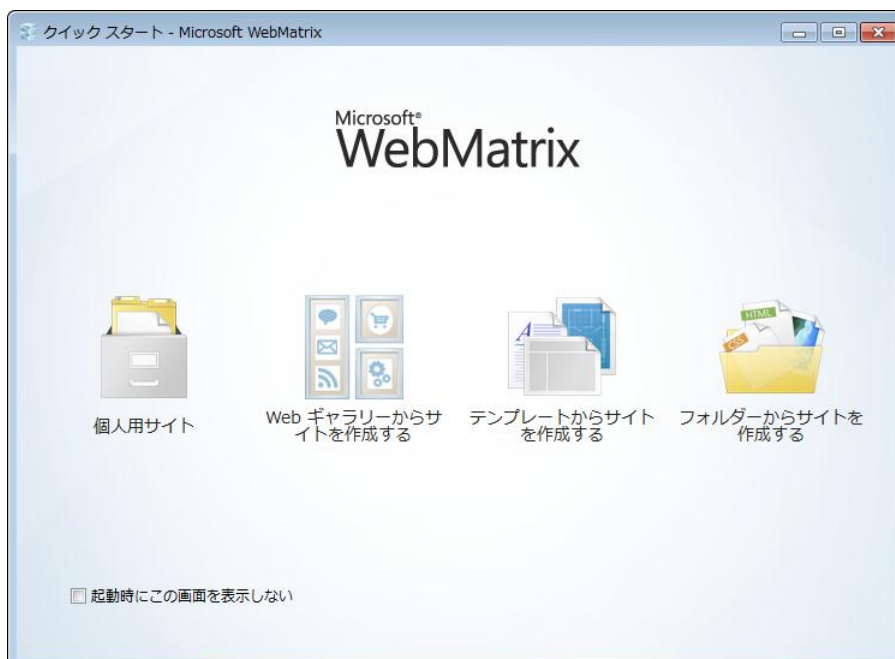 クイック スタート - Microsoft WebMatrix
Microsoft®
WebMatrix
HTML
CSS
A
個人用サイト
Web ギャラリーからサ
イトを作成する
テンプレートからサイト
を作成する
フォルダーからサイトを
作成する
起動時にこの画面を表示しない